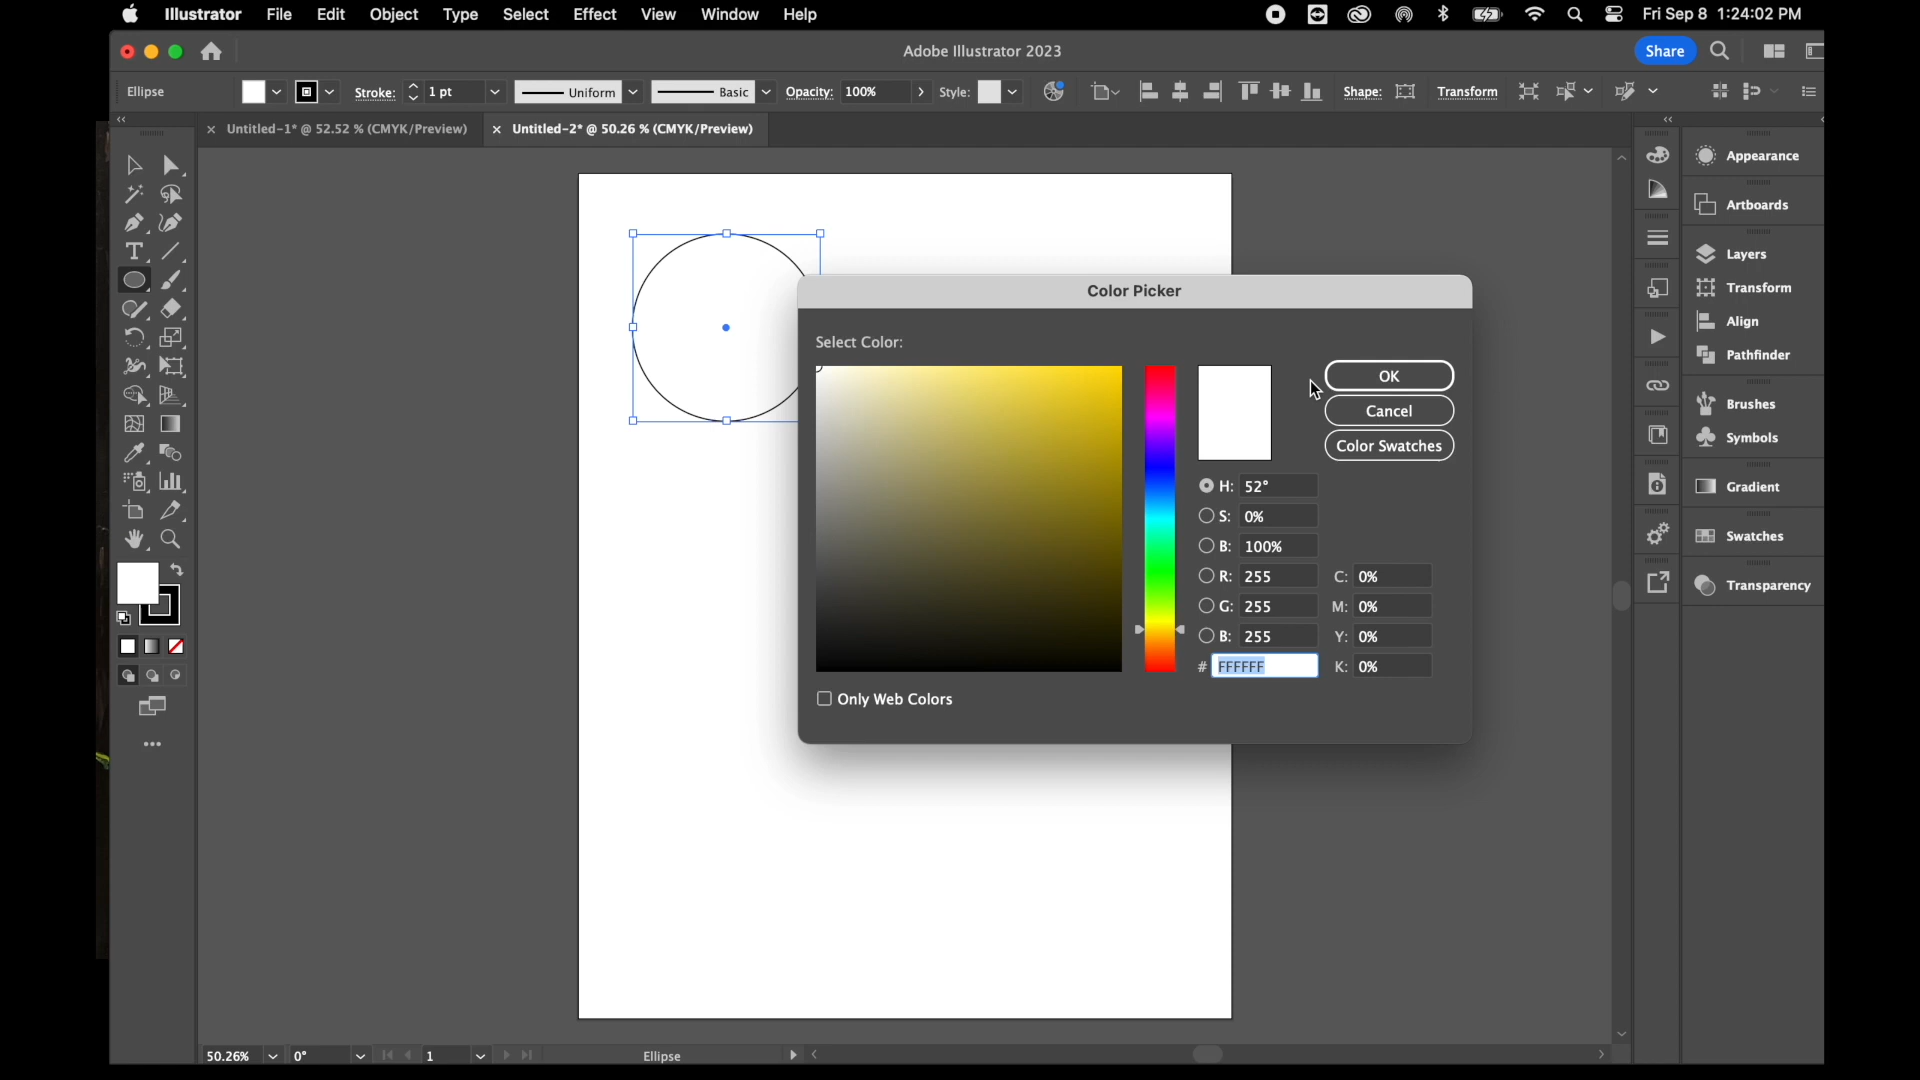 Illustrator File Edit Object Type Select Effect View Window Help Fri Sep 8 1:24:02 PM
Adobe Illustrator 2023 Share
Ellipse Stroke: 1 pt Uniform Basic Opacity: 100% Style: Shape: Transform
× Untitled-1* @ 52.52 % (CMYK/Preview) × Untitled-2* @ 50.26 % (CMYK/Preview)
Appearance
Artboards
Layers
Transform
Align
Pathfinder
Brushes
Symbols
Gradient
Swatches
Transparency
Color Picker
Select Color:
OK
Cancel
Color Swatches
H: 52°
S: 0%
B: 100%
R: 255 C: 0%
G: 255 M: 0%
B: 255 Y: 0%
# FFFFFF K: 0%
Only Web Colors
50.26% 0° 1 Ellipse